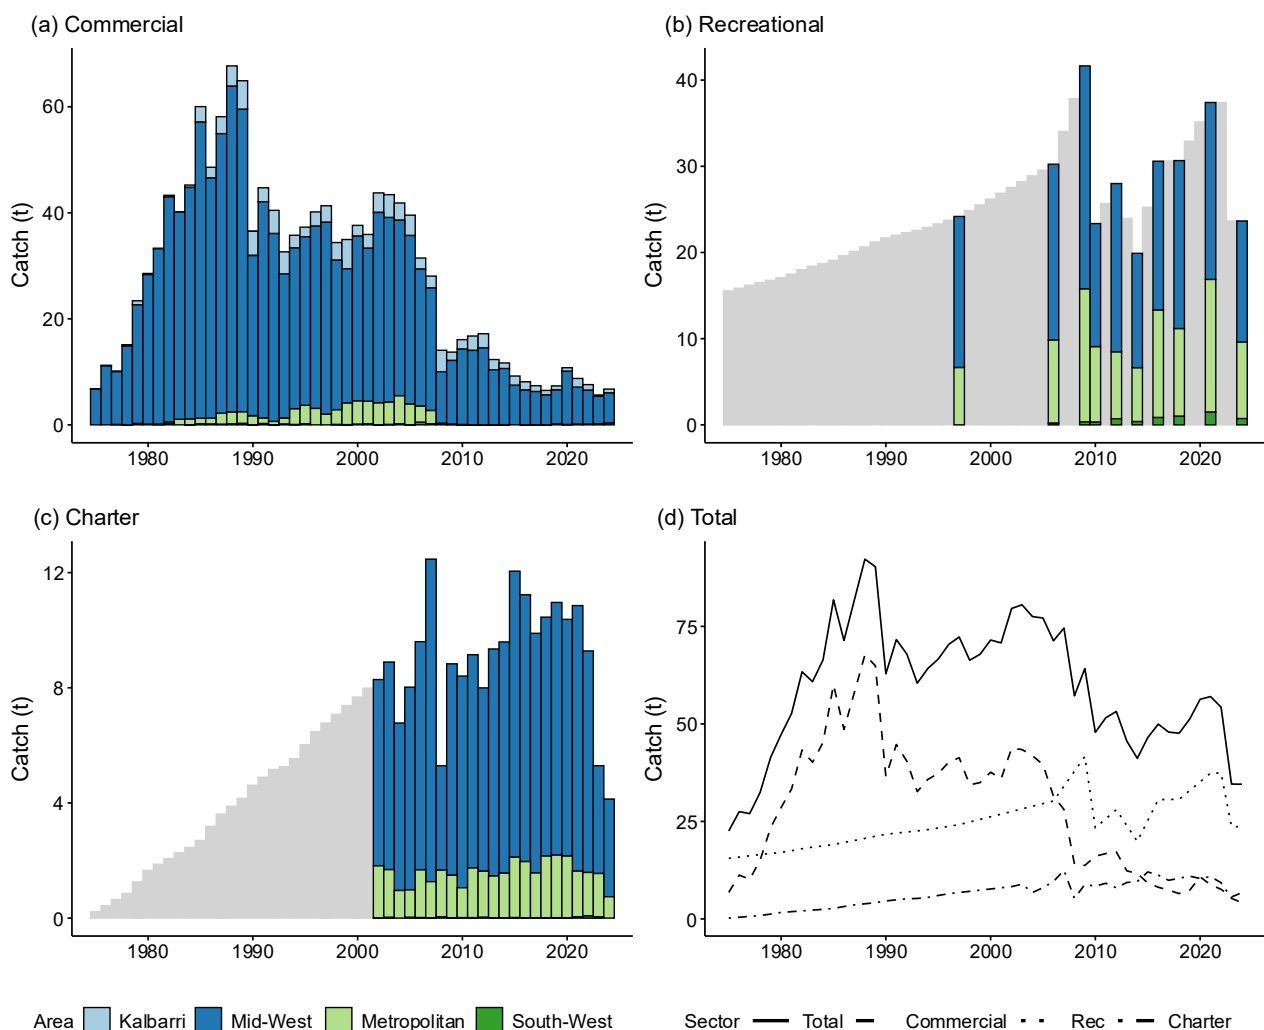 (a) Commercial
(b) Recreational
Catch (t)
60
40
20
0
1980 1990 2000 2010 2020
Catch (t)
40
30
20
10
0
1980 1990 2000 2010 2020
(c) Charter
(d) Total
Catch (t)
12
8
4
0
1980 1990 2000 2010 2020
Catch (t)
75
50
25
0
1980 1990 2000 2010 2020
Area Kalbarri Mid-West Metropolitan South-West
Sector Total Commercial Rec Charter